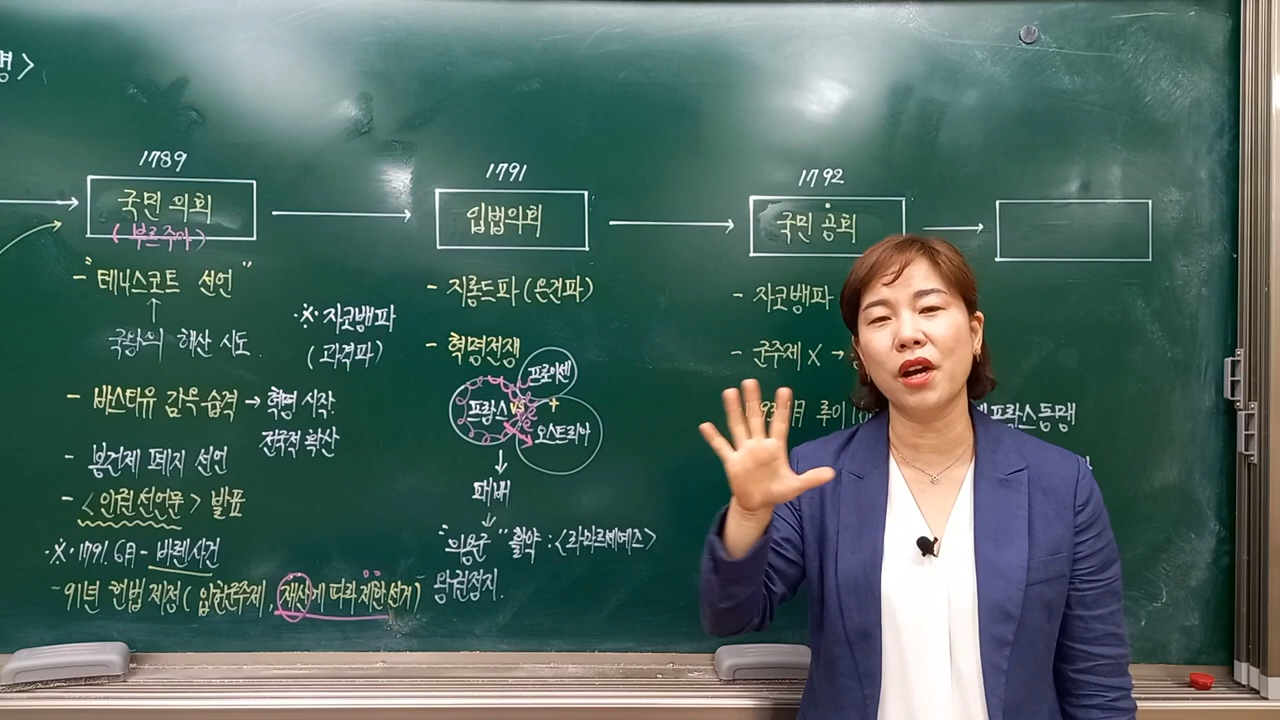 명>
1789
국민 의회
(부르주아)
- "테니스코트 선언"
↑
국왕의 해산 시도.
- 바스티유 감옥 습격 → 혁명 시작.
전국적 확산
- 봉건제 폐지 선언
- <인권선언문> 발표
※ 1791. 6月 - 바렌사건
- 91년 헌법 제정 (입헌군주제, 재산에 따라 제한선거)
※ 자코뱅파
(과격파)
1791
입법의회
- 지롱드파 (온건파)
- 혁명전쟁
프랑스 vs 프로이센
+
오스트리아
↓
패배
↓
"의용군" 활약 : <라마르세예즈>
- 왕권정지.
1792
국민 공회
- 자코뱅파
- 군주제 X →
프랑스동맹